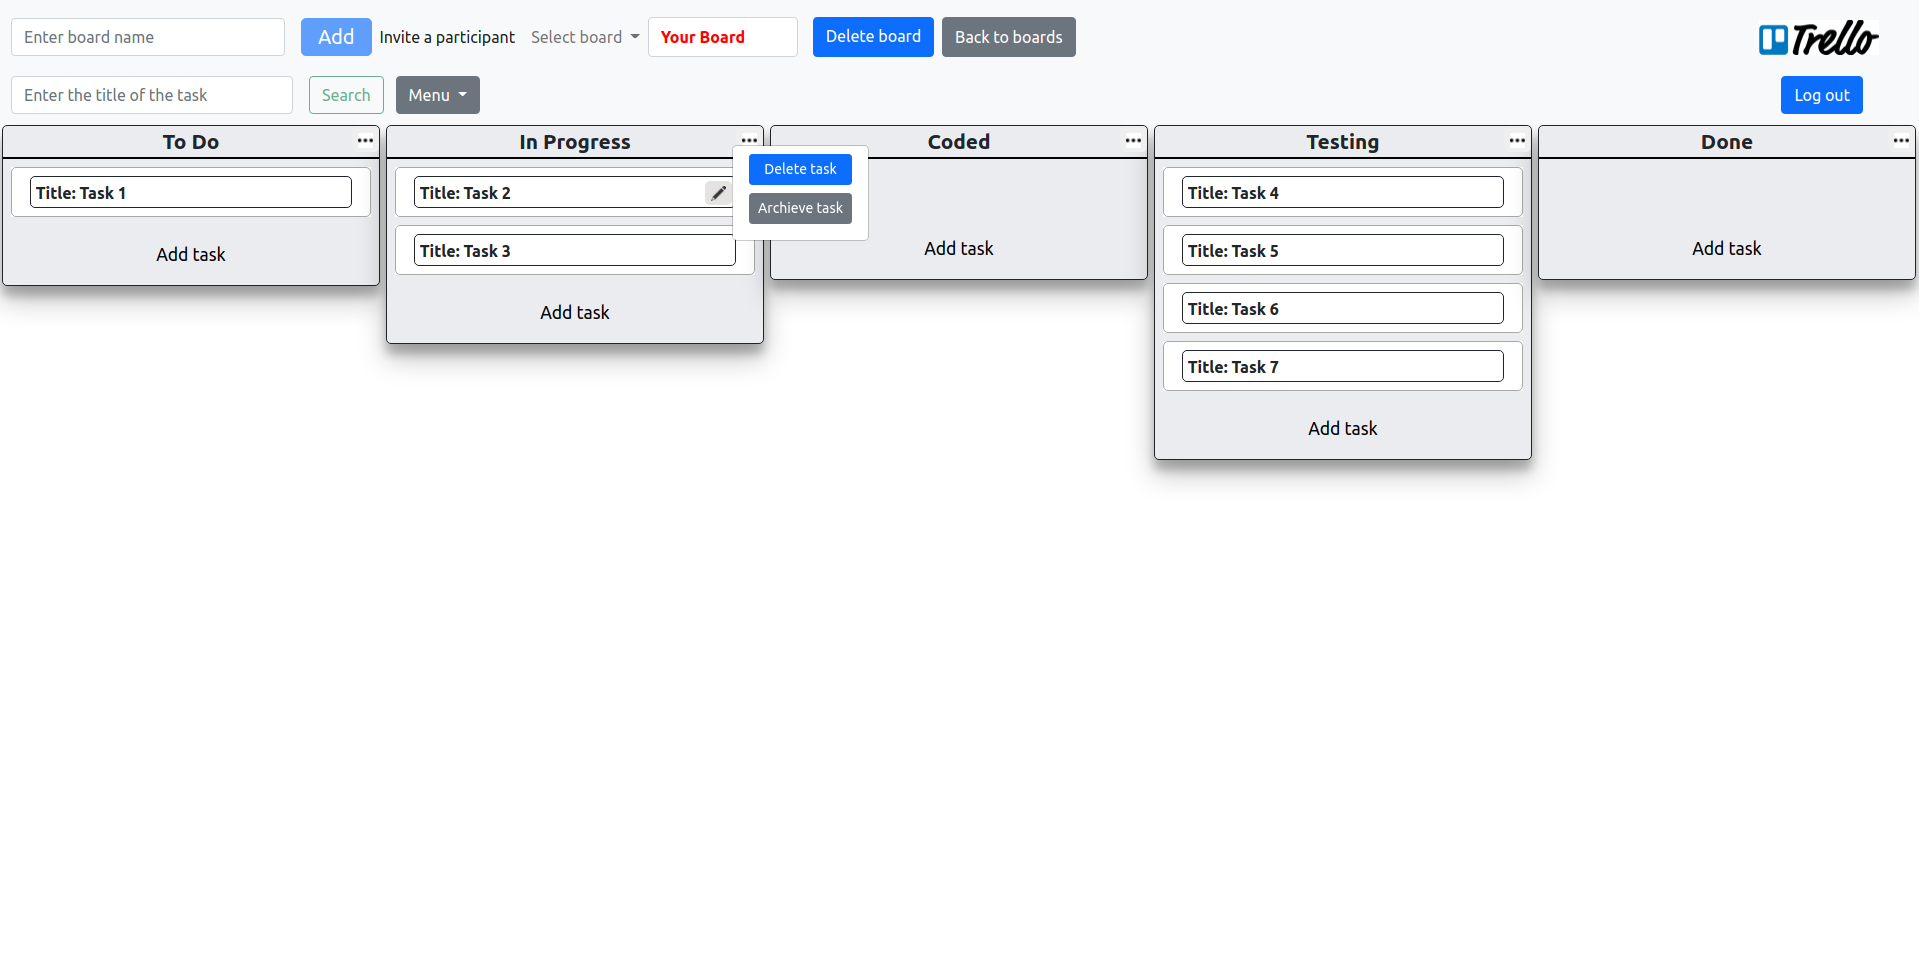 Enter board name
Add
Invite a participant
Select board
Your Board
Delete board
Back to boards
Trello
Enter the title of the task
Search
Menu
Log out
To Do
Title: Task 1
Add task
In Progress
Title: Task 2
Title: Task 3
Add task
Delete task
Archieve task
Coded
Add task
Testing
Title: Task 4
Title: Task 5
Title: Task 6
Title: Task 7
Add task
Done
Add task